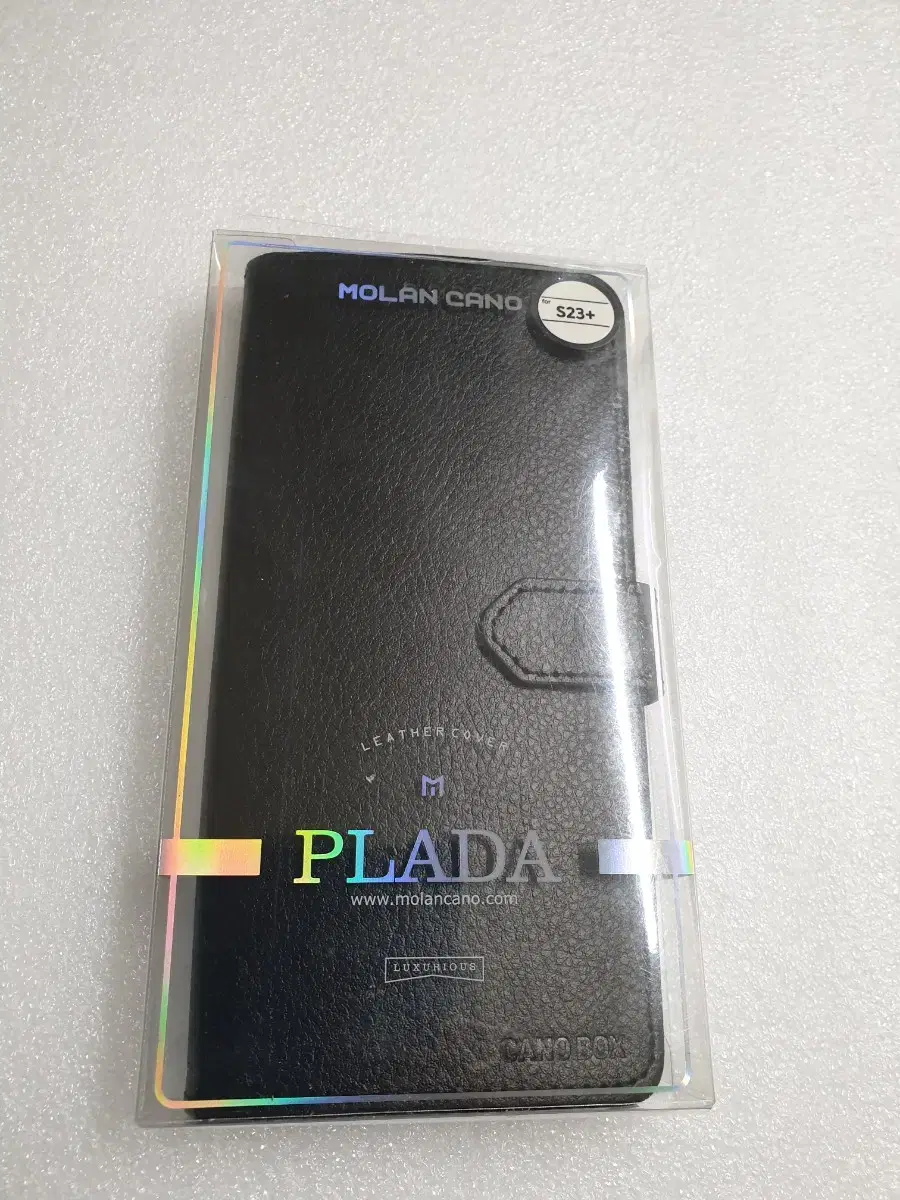 MOLAN CANO
for
S23+
LEATHER COVER
M
PLADA
www.molancano.com
LUXURIOUS
CANO BOX